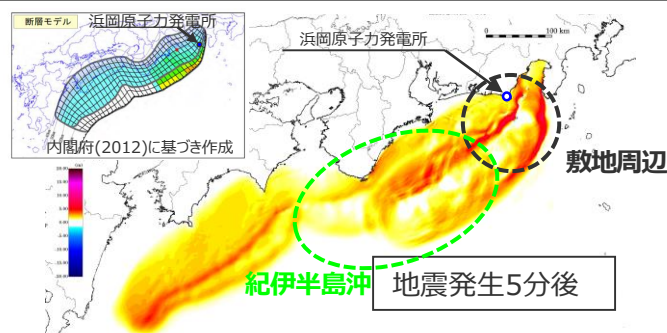 断層モデル
浜岡原子力発電所
内閣府(2012)に基づき作成
浜岡原子力発電所
0 100 km
敷地周辺
紀伊半島沖
地震発生5分後